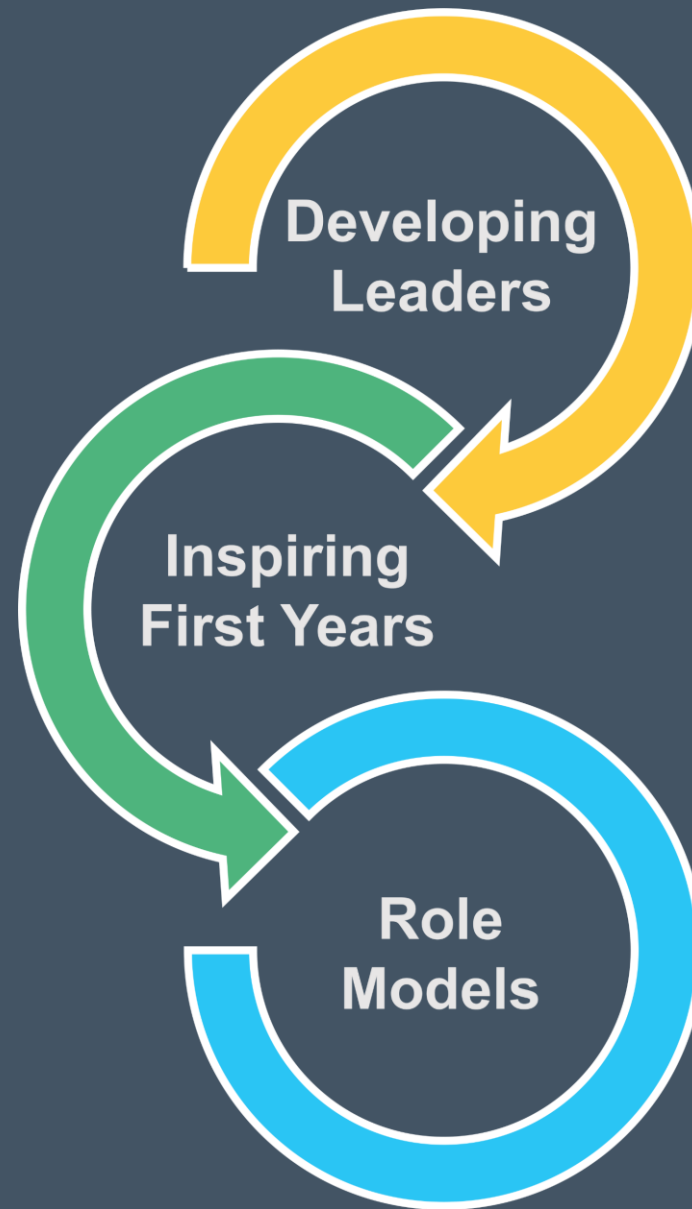 Developing
Leaders
Inspiring
First Years
Role
Models